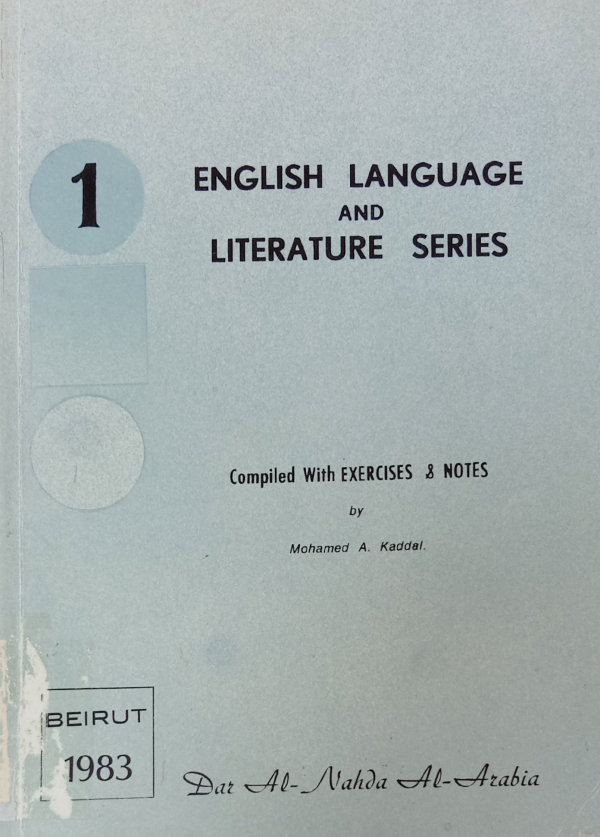 1
ENGLISH LANGUAGE
AND
LITERATURE SERIES
Compiled With EXERCISES & NOTES
by
Mohamed A. Kaddal.
BEIRUT
1983
Dar Al-Nahda Al-Arabia